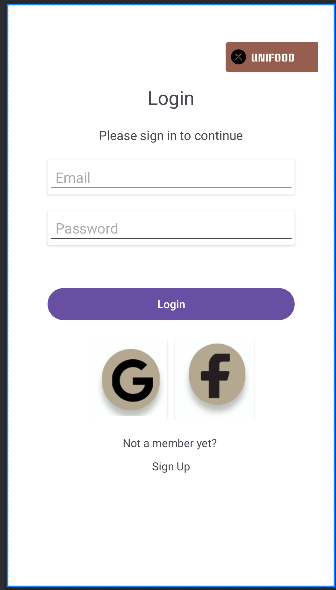 UNIFOOD
Login
Please sign in to continue
Email
Password
Login
G f
Not a member yet?
Sign Up